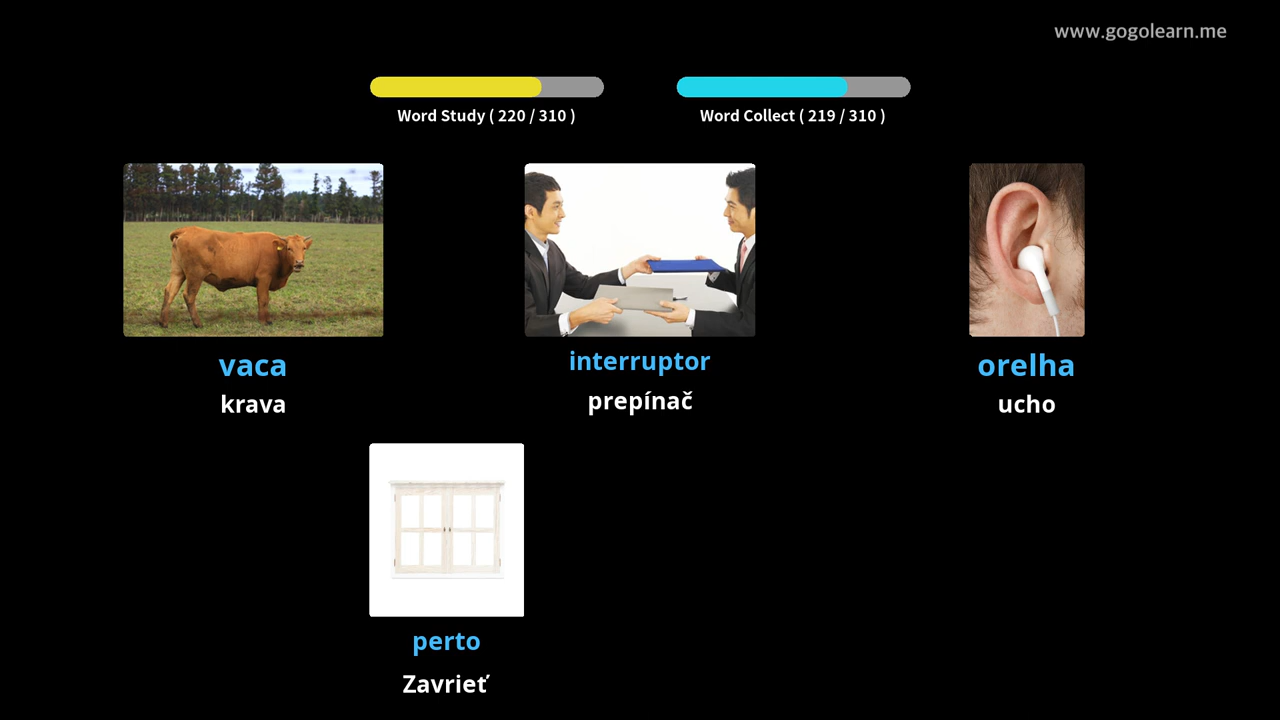 www.gogolearn.me
Word Study ( 220 / 310 )
Word Collect ( 219 / 310 )
vaca
krava
interruptor
prepínač
orelha
ucho
perto
Zavrieť